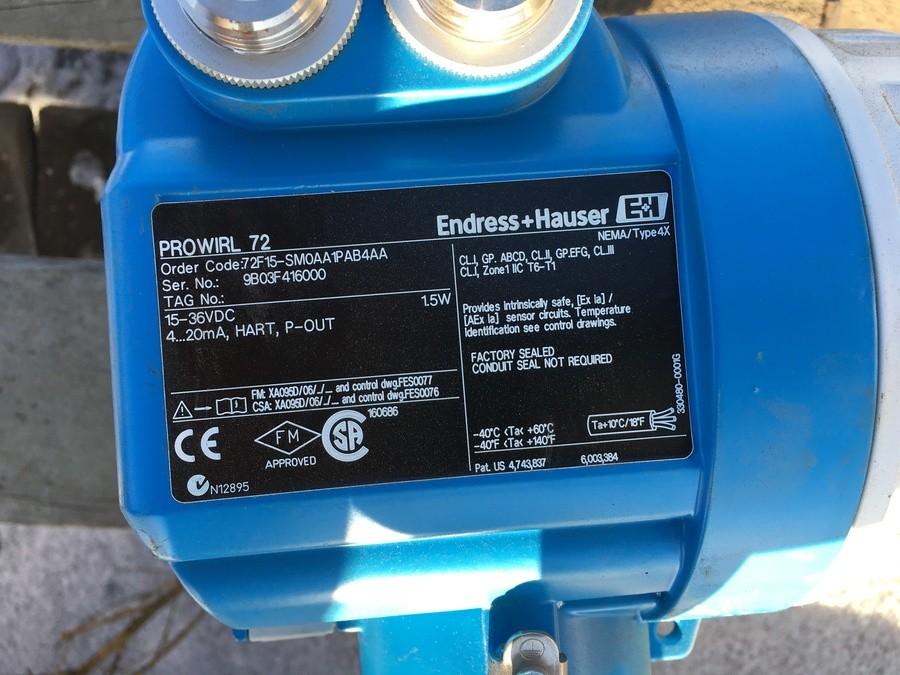 PROWIRL 72
Endress+Hauser E+H
Order Code:72F15-SM0AA1PAB4AA
Ser. No.: 9B03F416000
TAG No.:
15-36VDC 1.5W
4...20mA, HART, P-OUT
FM: XA095D/06/_/... and control dwg.FES0077
CSA: XA095D/06/_/... and control dwg.FES0076
CE
FM
APPROVED
CSA
160686
N12895
NEMA/Type4X
CL.I, GP. ABCD, CL.II, GP.EFG, CL.III
CL.I, Zone1 IIC T6-T1
Provides intrinsically safe, [Ex ia] /
[AEx ia] sensor circuits. Temperature
identification see control drawings.
FACTORY SEALED
CONDUIT SEAL NOT REQUIRED
-40°C <Ta< +60°C
-40°F <Ta< +140°F
Ta+10°C/18°F
330480-0001G
Pat. US 4,743,837 6,003,384